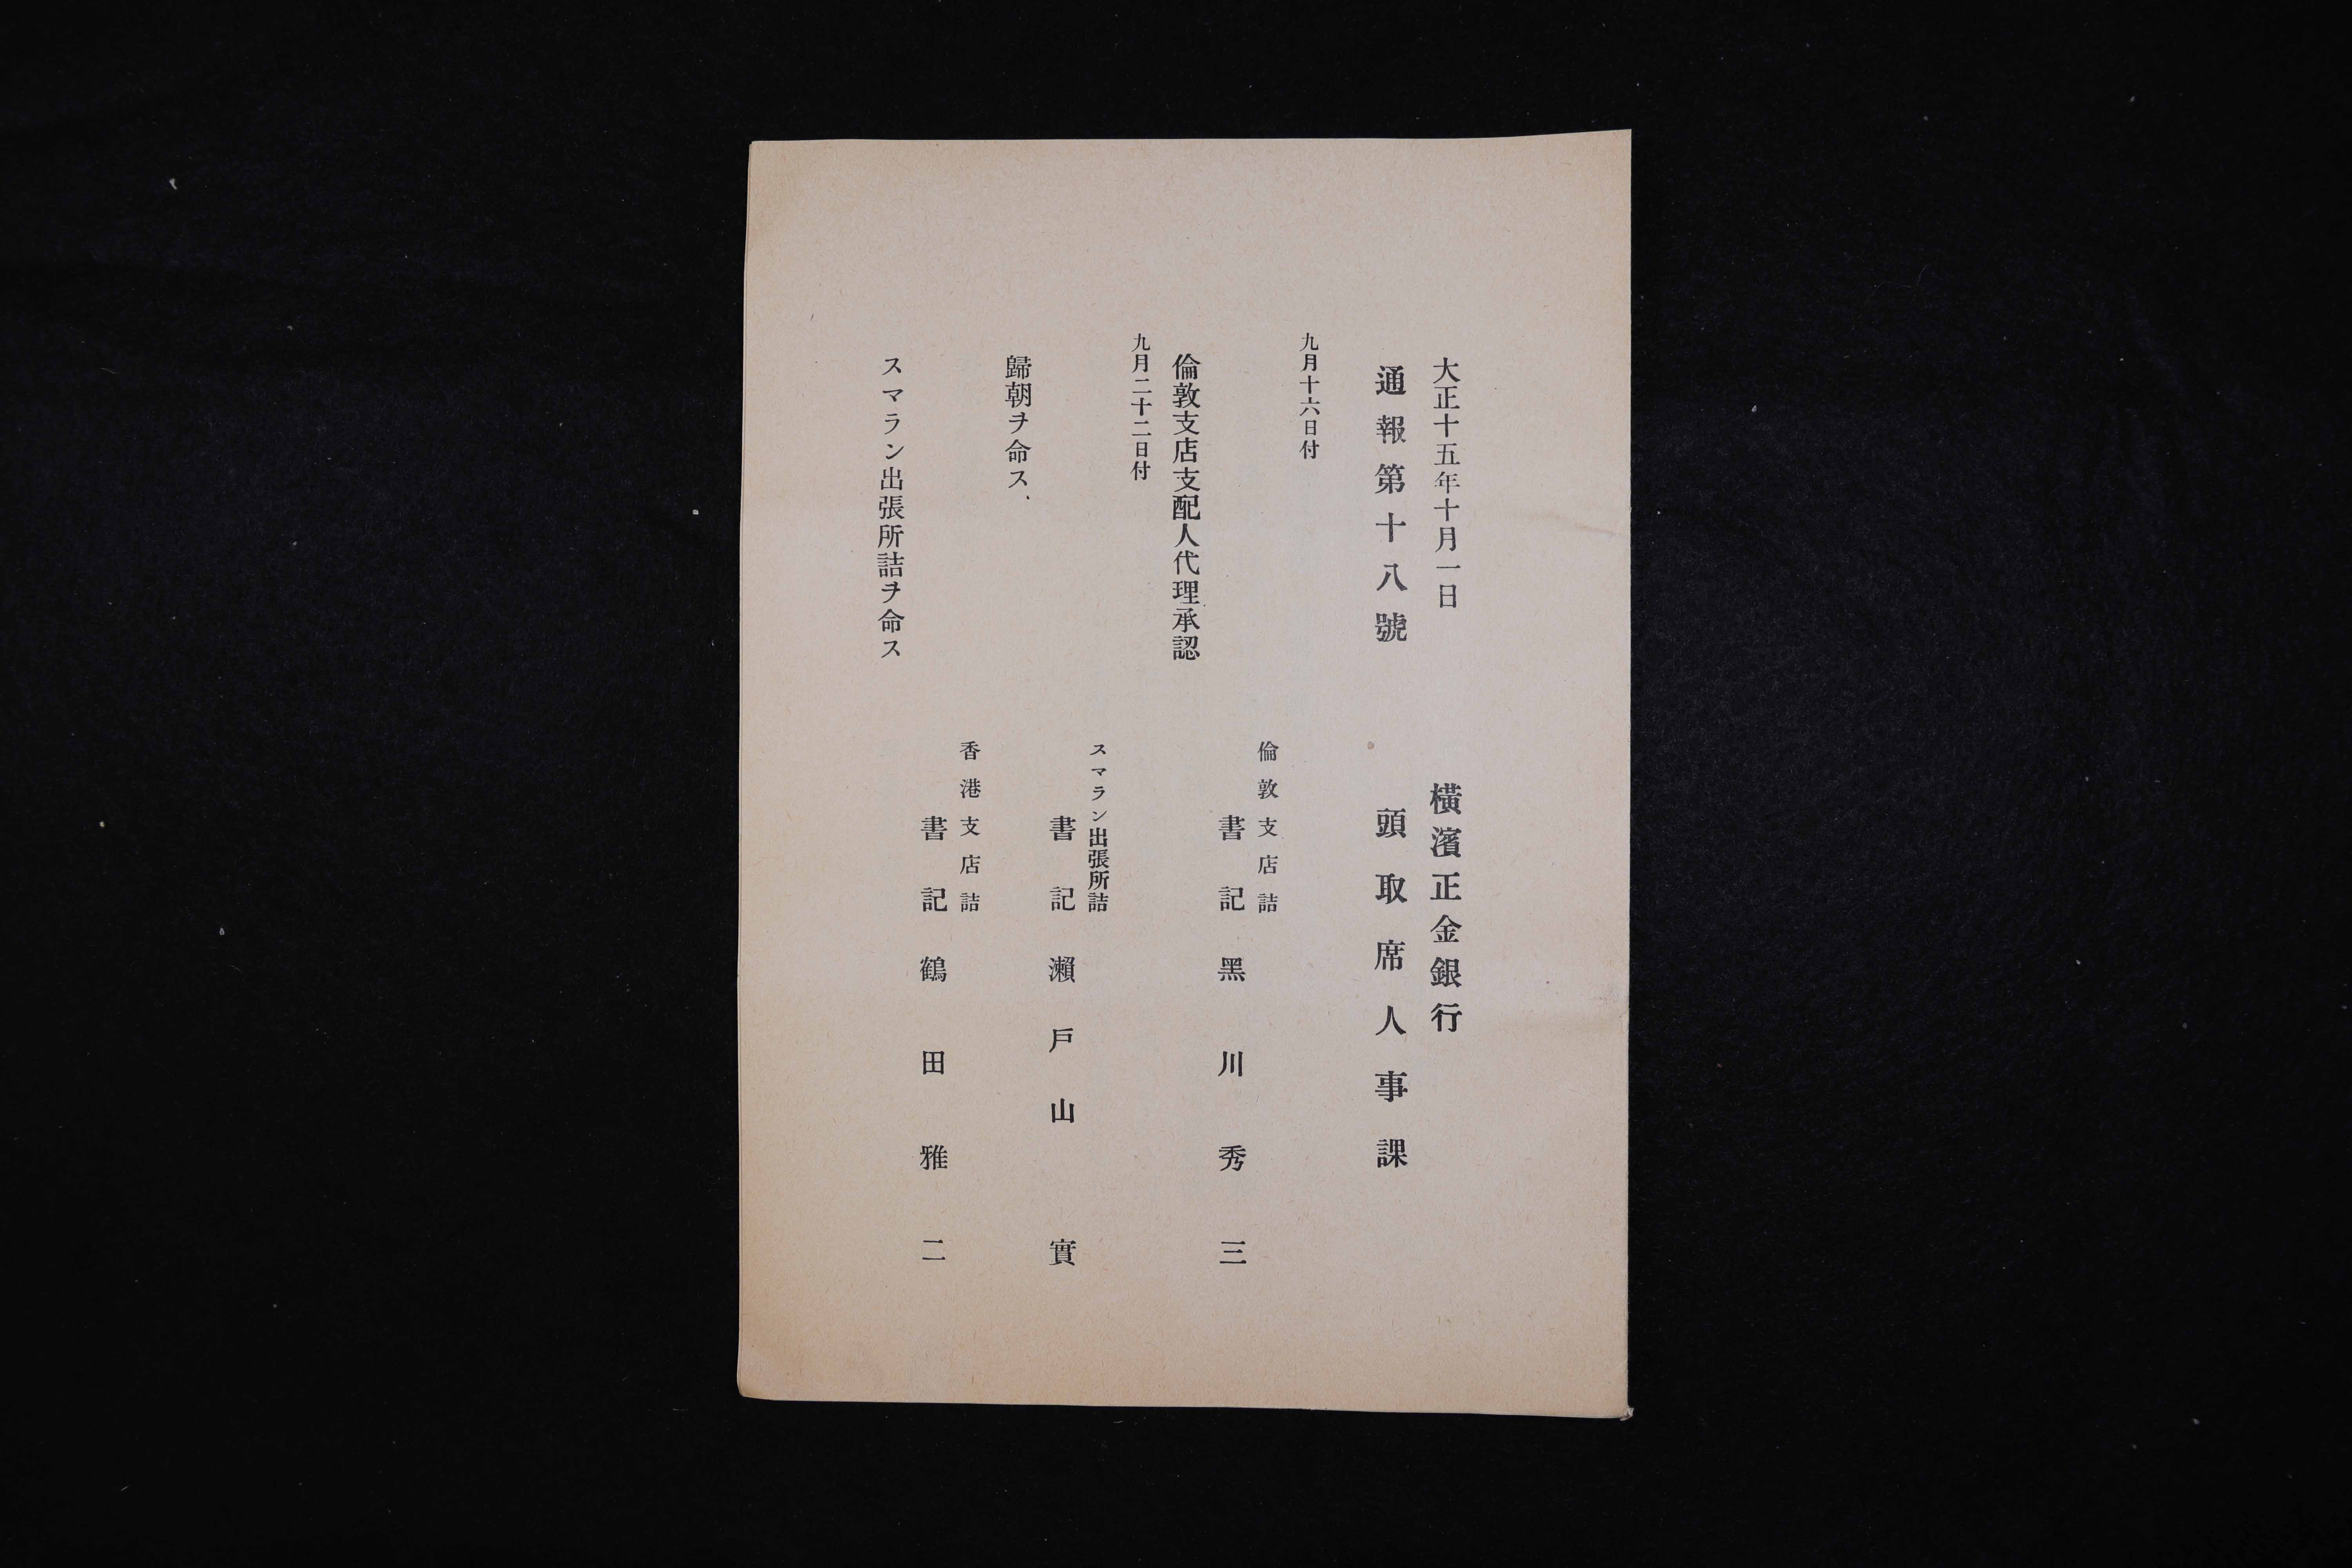 大正十五年十月一日
橫濱正金銀行
通報第十八號
頭取席人事課
九月十六日付
倫敦支店詰
書記 黑川秀三
倫敦支店支配人代理承認
九月二十二日付
スマラン出張所詰
書記 瀨戸山實
歸朝ヲ命ス
香港支店詰
書記 鶴田雅二
スマラン出張所詰ヲ命ス